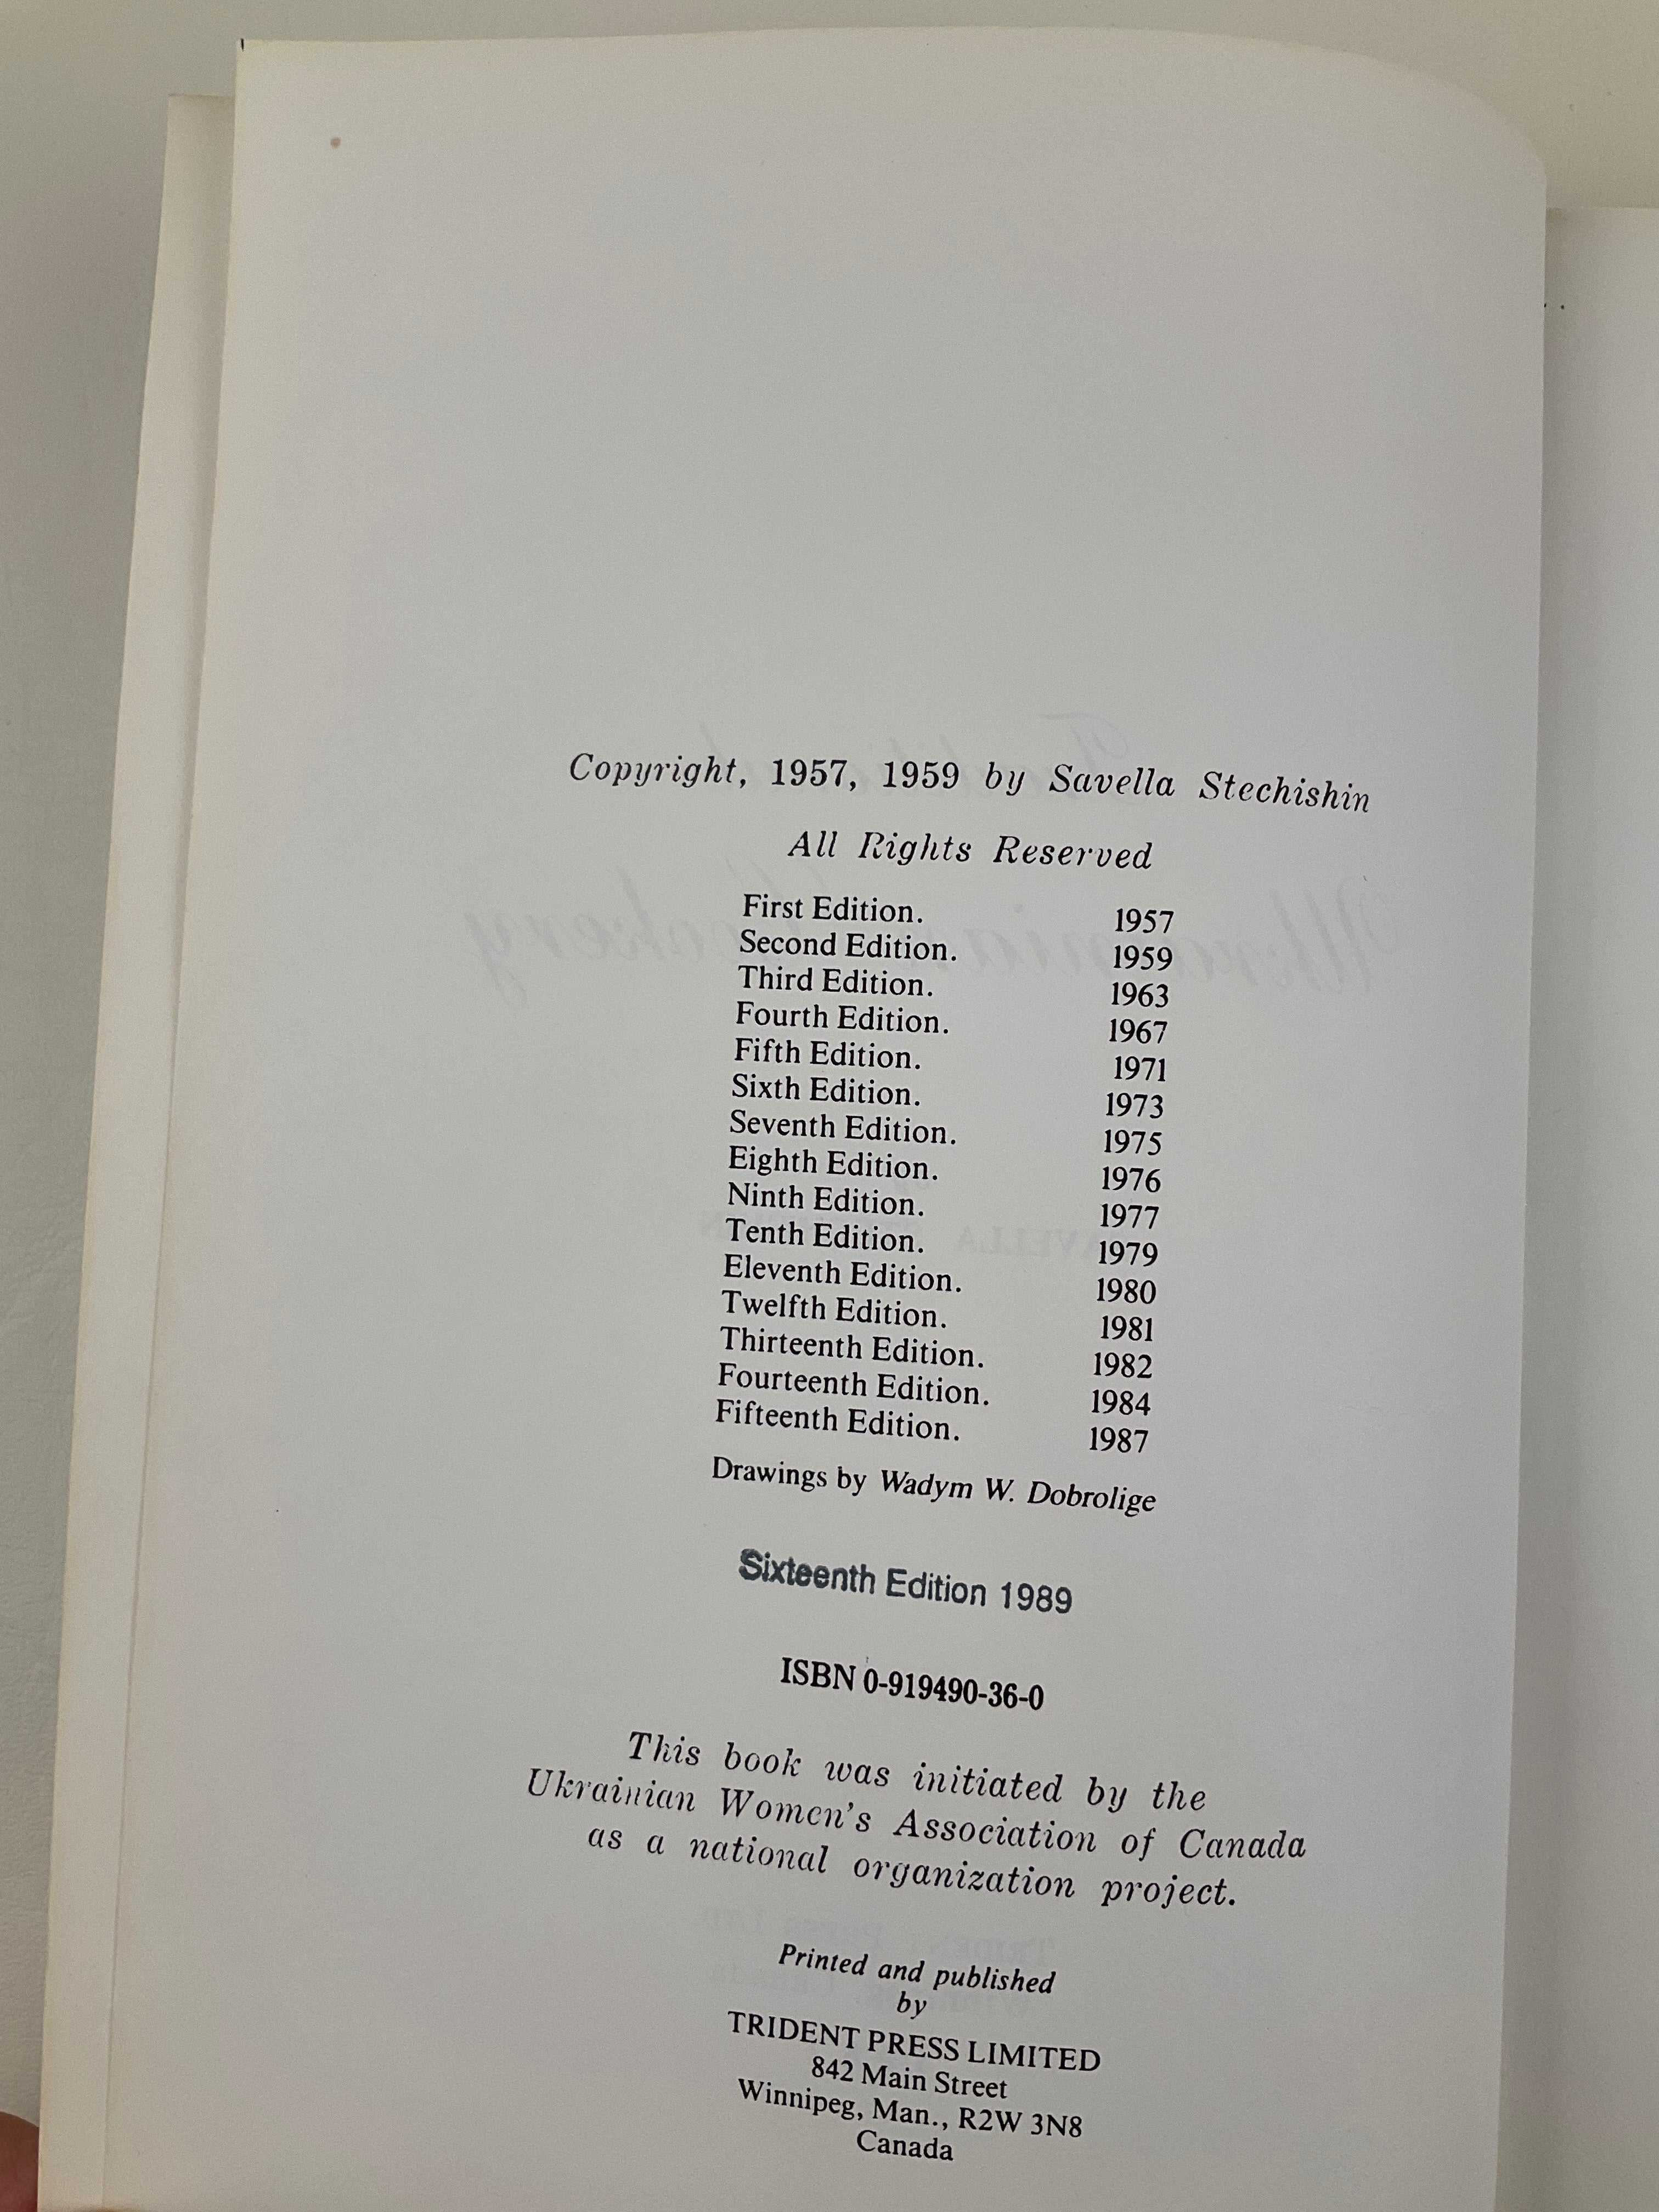 Copyright, 1957, 1959 by Savella Stechishin
All Rights Reserved
First Edition. 1957
Second Edition. 1959
Third Edition. 1963
Fourth Edition. 1967
Fifth Edition. 1971
Sixth Edition. 1973
Seventh Edition. 1975
Eighth Edition. 1976
Ninth Edition. 1977
Tenth Edition. 1979
Eleventh Edition. 1980
Twelfth Edition. 1981
Thirteenth Edition. 1982
Fourteenth Edition. 1984
Fifteenth Edition. 1987
Drawings by Wadym W. Dobrolige
Sixteenth Edition 1989
ISBN 0-919490-36-0
This book was initiated by the
Ukrainian Women's Association of Canada
as a national organization project.
Printed and published
by
TRIDENT PRESS LIMITED
842 Main Street
Winnipeg, Man., R2W 3N8
Canada